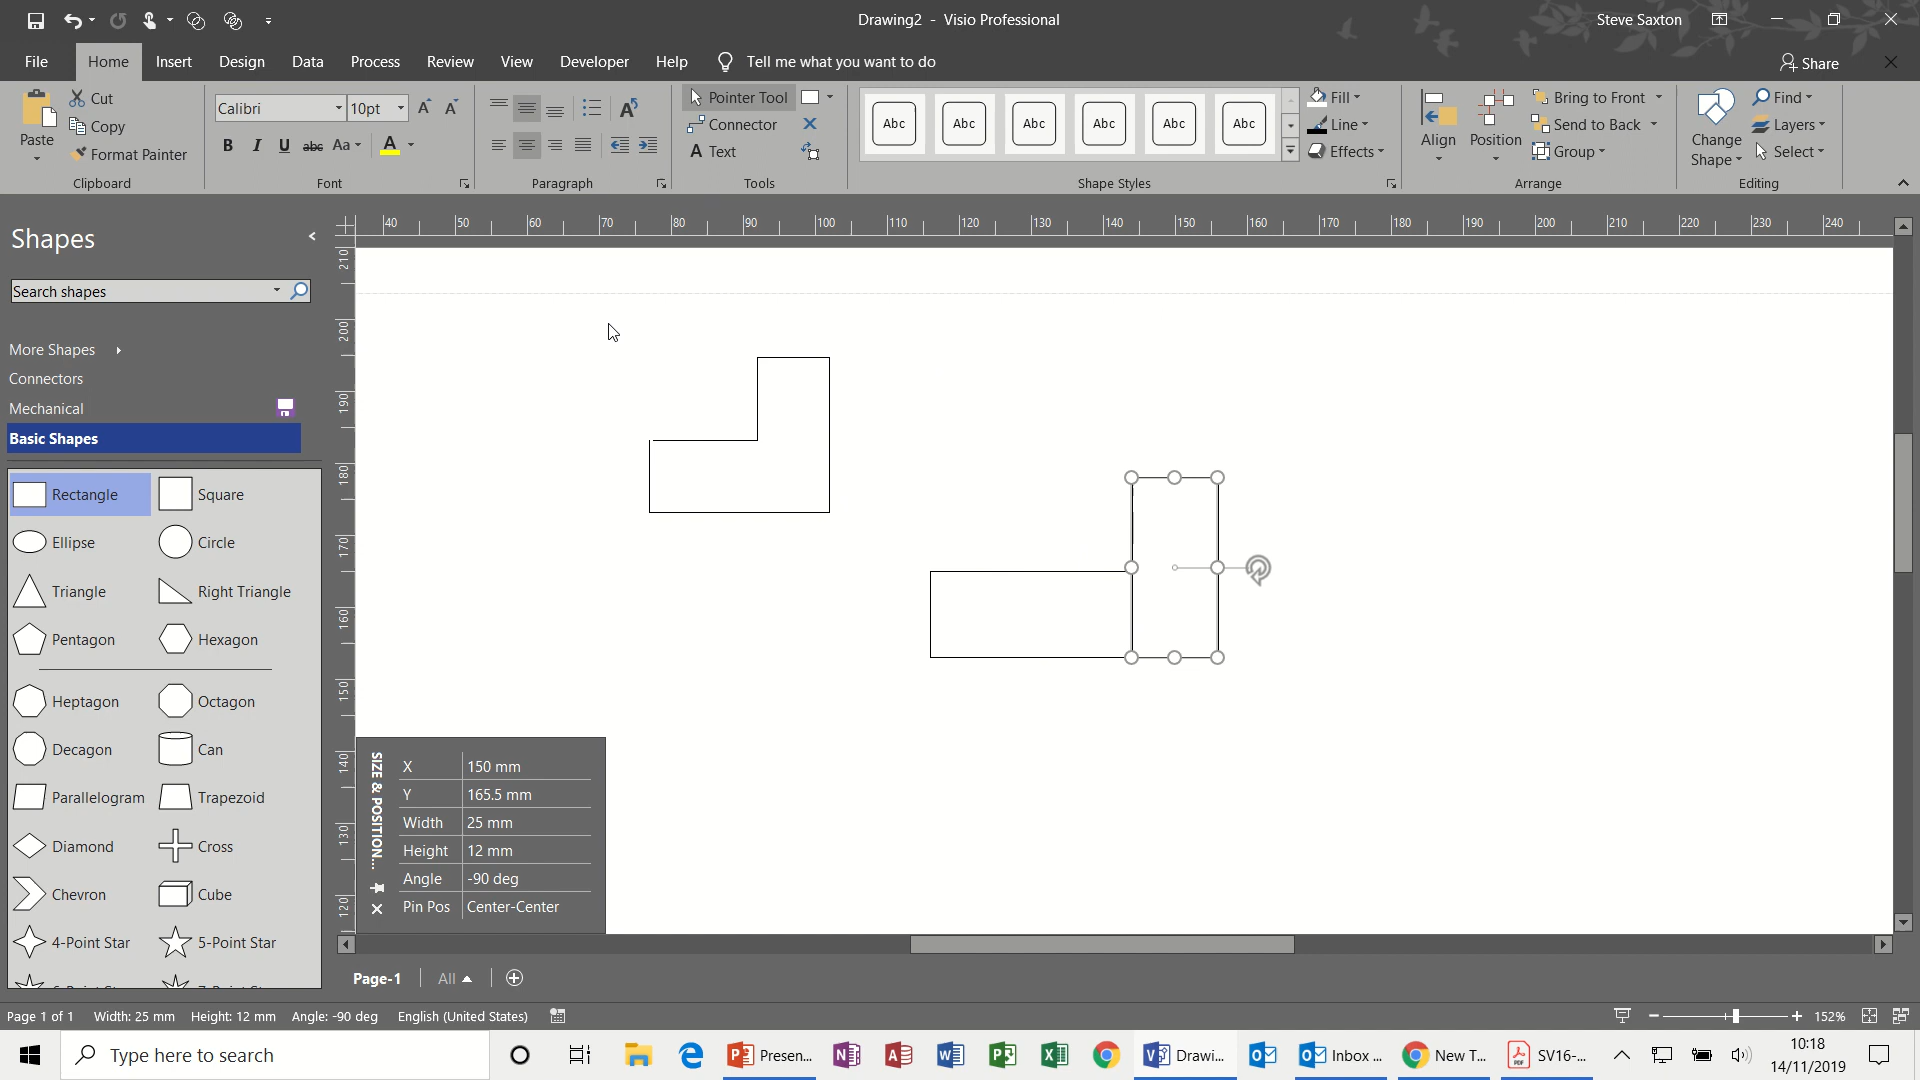 Drawing2 - Visio Professional
Steve Saxton
File Home Insert Design Data Process Review View Developer Help Tell me what you want to do
Share
Paste
Cut
Copy
Format Painter
Clipboard
Calibri 10pt
B I U abc Aa A
Font
Paragraph
Pointer Tool
Connector
A Text
Tools
Abc Abc Abc Abc Abc Abc
Shape Styles
Fill
Line
Effects
Align
Position
Bring to Front
Send to Back
Group
Arrange
Change Shape
Find
Layers
Select
Editing
Shapes
Search shapes
More Shapes
Connectors
Mechanical
Basic Shapes
Rectangle Square
Ellipse Circle
Triangle Right Triangle
Pentagon Hexagon
Heptagon Octagon
Decagon Can
Parallelogram Trapezoid
Diamond Cross
Chevron Cube
4-Point Star 5-Point Star
40 50 60 70 80 90 100 110 120 130 140 150 160 170 180 190 200 210 220 230 240
210
200
190
180
170
160
150
140
130
120
SIZE & POSITION...
X 150 mm
Y 165.5 mm
Width 25 mm
Height 12 mm
Angle -90 deg
Pin Pos Center-Center
Page-1 All
Page 1 of 1 Width: 25 mm Height: 12 mm Angle: -90 deg English (United States)
152%
Type here to search
Presen...
Drawi...
Inbox ...
New T...
SV16-...
10:18
14/11/2019